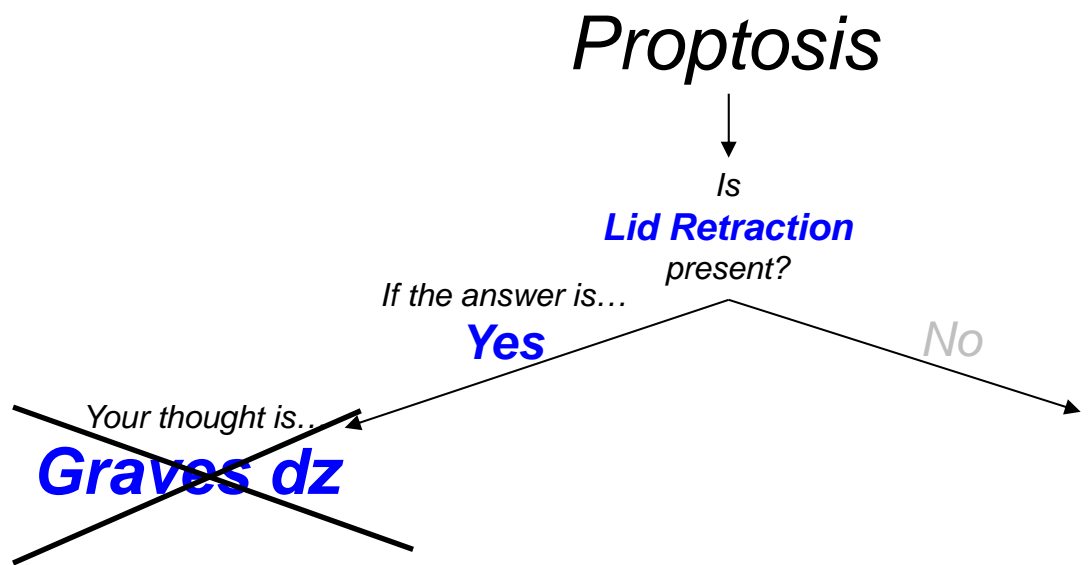 Proptosis
Is
Lid Retraction
present?
If the answer is…
Yes
No
Your thought is…
Graves dz